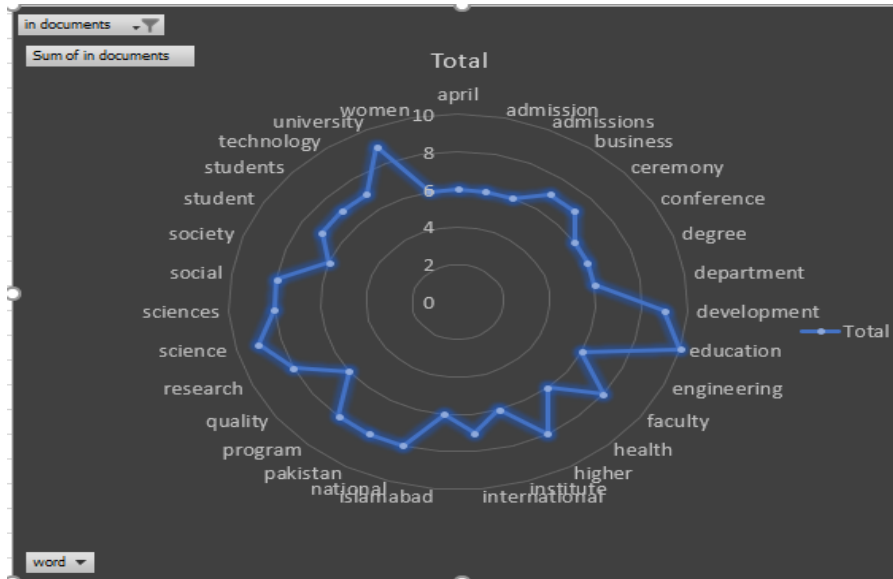 in documents
Sum of in documents
Total
april
women
10
admission
university
admissions
technology
business
8
students
ceremony
6
student
conference
4
society
degree
2
social
department
0
sciences
development
Total
science
education
research
engineering
quality
faculty
program
health
pakistan
higher
national
institute
islamabad
international
word